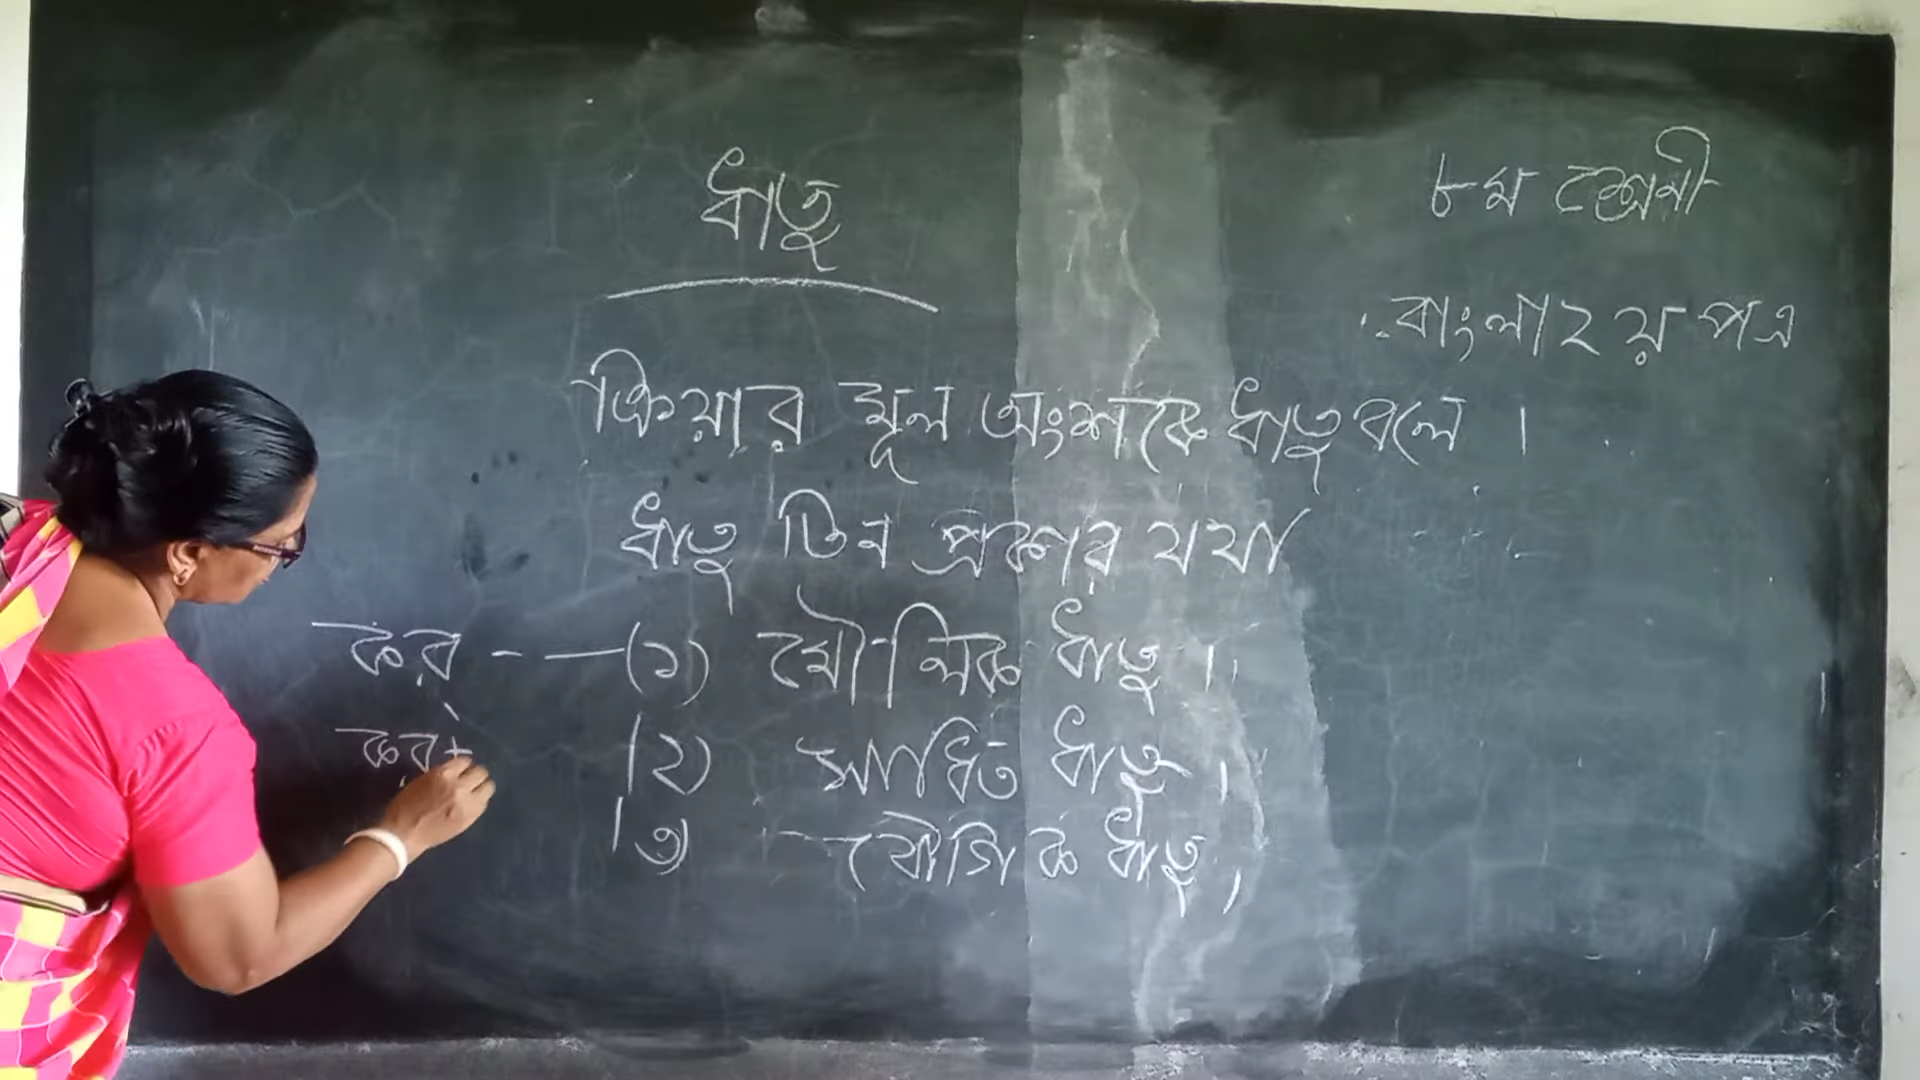 ধাতু
৮ম শ্রেনী
বাংলা ২য় পত্র
ক্রিয়ার মূল অংশকে ধাতু বলে ।
ধাতু তিন প্রকার যথা
কর্ - — (১) মৌলিক ধাতু ।
কর+ (২) সাধিত ধাতু ।
(৩) যৌগিক ধাতু ।